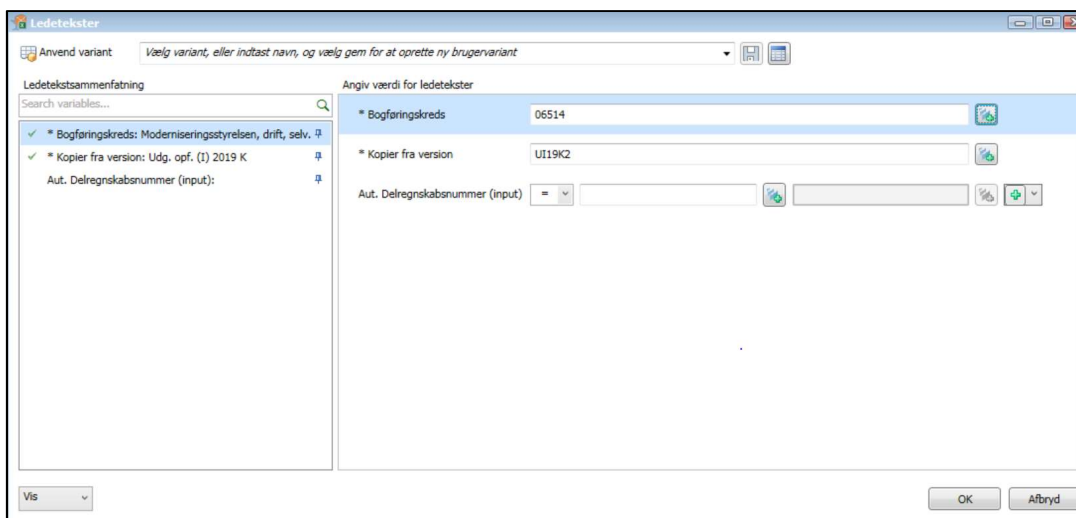 Ledetekster
Anvend variant
Vælg variant, eller indtast navn, og vælg gem for at oprette ny brugervariant
Ledetekstsammenfatning
Angiv værdi for ledetekster
Search variables...
* Bogføringskreds
06514
* Bogføringskreds: Moderniseringsstyrelsen, drift, selv.
* Kopier fra version: Udg. opf. (I) 2019 K
* Kopier fra version
UI19K2
Aut. Delregnskabsnummer (input):
Aut. Delregnskabsnummer (input)
=
Vis
OK
Afbryd